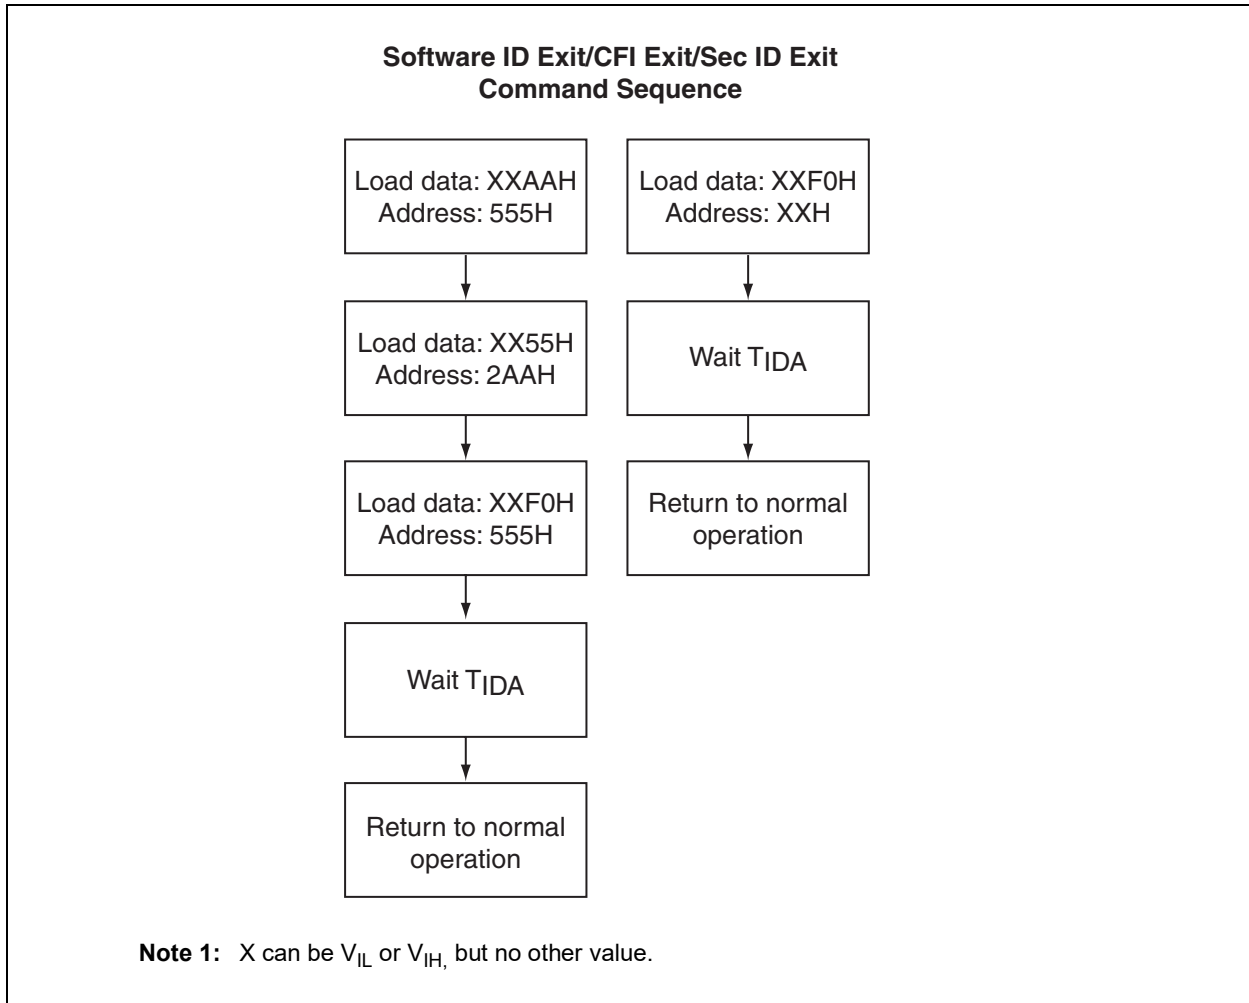 Software ID Exit/CFI Exit/Sec ID Exit
Command Sequence
Load data: XXAAH
Address: 555H
Load data: XX55H
Address: 2AAH
Load data: XXF0H
Address: 555H
Wait TIDA
Return to normal
operation
Load data: XXF0H
Address: XXH
Wait TIDA
Return to normal
operation
Note 1: X can be VIL or VIH, but no other value.